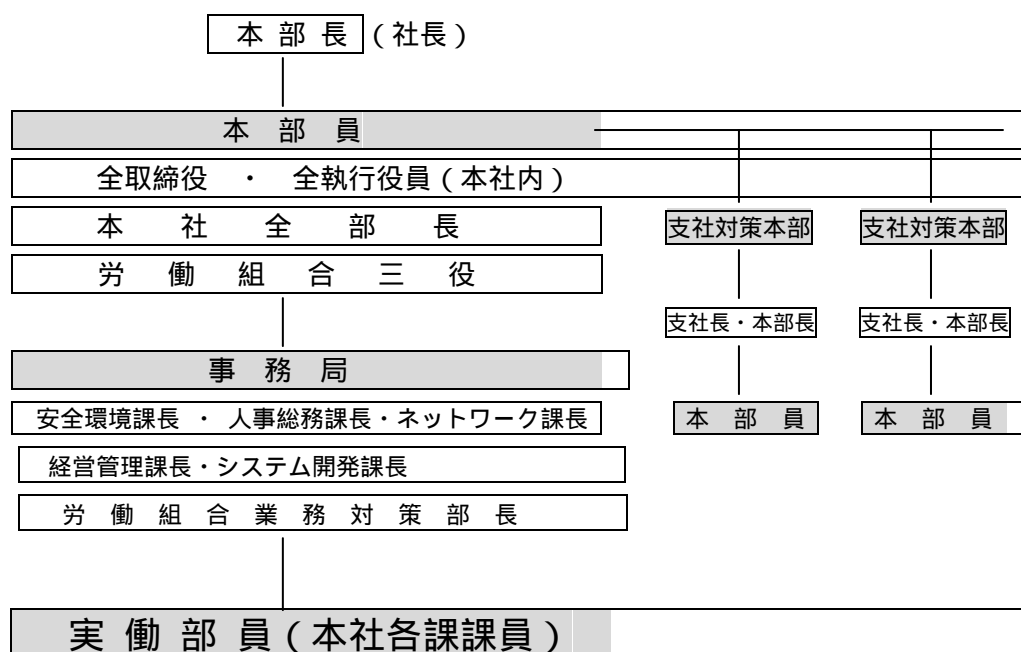 本部長(社長)
本部員
全取締役 ・ 全執行役員(本社内)
本社全部長
労働組合三役
事務局
安全環境課長 ・ 人事総務課長・ネットワーク課長
経営管理課長・システム開発課長
労働組合業務対策部長
実働部員(本社各課課員)
支社対策本部
支社長・本部長
本部員
支社対策本部
支社長・本部長
本部員